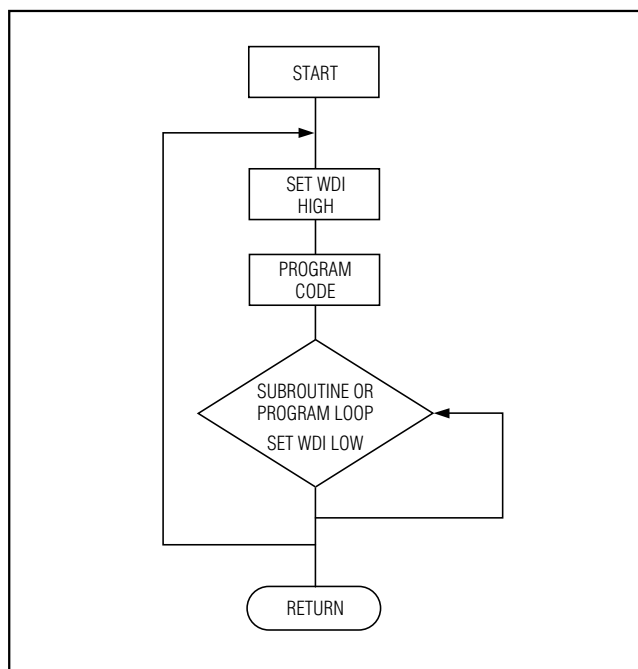 START
SET WDI
HIGH
PROGRAM
CODE
SUBROUTINE OR
PROGRAM LOOP
SET WDI LOW
RETURN